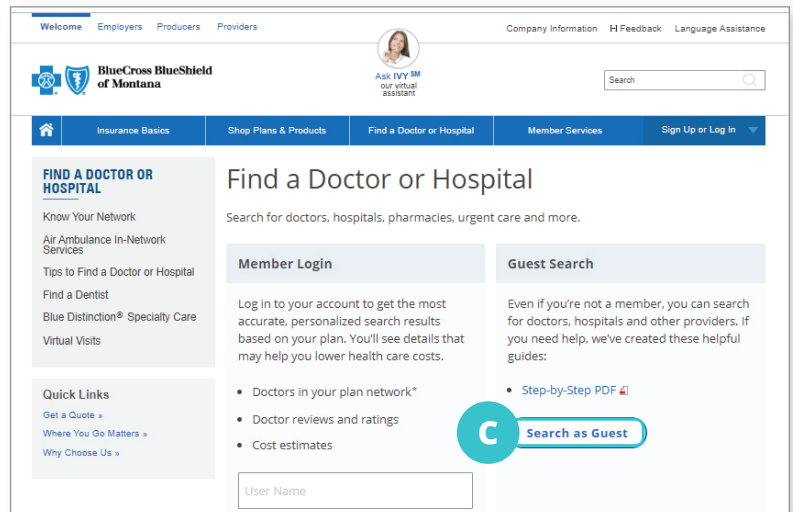 Welcome Employers Producers Providers
Company Information [+] Feedback Language Assistance
BlueCross BlueShield
of Montana
Ask IVY SM
our virtual
assistant
Search
Insurance Basics Shop Plans & Products Find a Doctor or Hospital Member Services Sign Up or Log In
FIND A DOCTOR OR
HOSPITAL
Know Your Network
Air Ambulance In-Network
Services
Tips to Find a Doctor or Hospital
Find a Dentist
Blue Distinction® Specialty Care
Virtual Visits
Quick Links
Get a Quote »
Where You Go Matters »
Why Choose Us »
Find a Doctor or Hospital
Search for doctors, hospitals, pharmacies, urgent care and more.
Member Login
Log in to your account to get the most
accurate, personalized search results
based on your plan. You'll see details that
may help you lower health care costs.
• Doctors in your plan network*
• Doctor reviews and ratings
• Cost estimates
User Name
Guest Search
Even if you're not a member, you can search
for doctors, hospitals and other providers. If
you need help, we've created these helpful
guides:
• Step-by-Step PDF
C Search as Guest